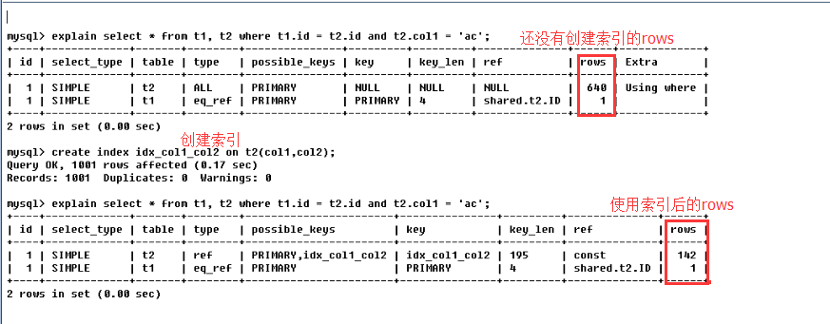 mysql> explain select * from t1, t2 where t1.id = t2.id and t2.col1 = 'ac';
还没有创建索引的rows
| id | select_type | table | type | possible_keys | key | key_len | ref | rows | Extra |
| 1 | SIMPLE | t2 | ALL | PRIMARY | NULL | NULL | NULL | 640 | Using where |
| 1 | SIMPLE | t1 | eq_ref | PRIMARY | PRIMARY | 4 | shared.t2.ID | 1 | |
2 rows in set (0.00 sec)
创建索引
mysql> create index idx_col1_col2 on t2(col1,col2);
Query OK, 1001 rows affected (0.17 sec)
Records: 1001 Duplicates: 0 Warnings: 0
mysql> explain select * from t1, t2 where t1.id = t2.id and t2.col1 = 'ac';
使用索引后的rows
| id | select_type | table | type | possible_keys | key | key_len | ref | rows |
| 1 | SIMPLE | t2 | ref | PRIMARY,idx_col1_col2 | idx_col1_col2 | 195 | const | 142 |
| 1 | SIMPLE | t1 | eq_ref | PRIMARY | PRIMARY | 4 | shared.t2.ID | 1 |
2 rows in set (0.00 sec)